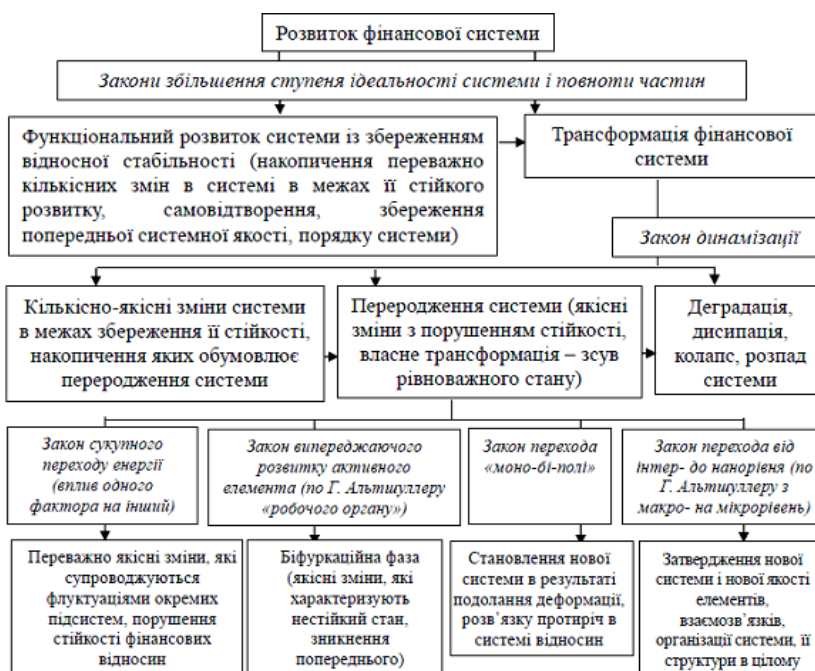 Розвиток фінансової системи
Закони збільшення ступеня ідеальності системи і повноти частин
Функціональний розвиток системи із збереженням
відносної стабільності (накопичення переважно
кількісних змін в системі в межах її стійкого
розвитку, самовідтворення, збереження
попередньої системної якості, порядку системи)
Трансформація фінансової
системи
Закон динамізації
Кількісно-якісні зміни системи
в межах збереження її стійкості,
накопичення яких обумовлює
переродження системи
Переродження системи (якісні
зміни з порушенням стійкості,
власне трансформація – зсув
рівноважного стану)
Деградація,
дисипація,
колапс, розпад
системи
Закон сукупного
переходу енергії
(вплив одного
фактора на інший)
Закон випереджаючого
розвитку активного
елемента (по Г. Альтшуллеру
«робочого органу»)
Закон перехода
«моно-бі-полі»
Закон перехода від
інтер- до нанорівня (по
Г. Альтшуллеру з
макро- на мікрорівень)
Переважно якісні зміни, які
супроводжуються
флуктуаціями окремих
підсистем, порушення
стійкості фінансових
відносин
Біфуркаційна фаза
(якісні зміни, які
характеризують
нестійкий стан,
зникнення
попереднього)
Становлення нової
системи в результаті
подолання деформації,
розв’язку протиріч в
системі відносин
Затвердження нової
системи і нової якості
елементів,
взаємозв’язків,
організації системи, її
структури в цілому